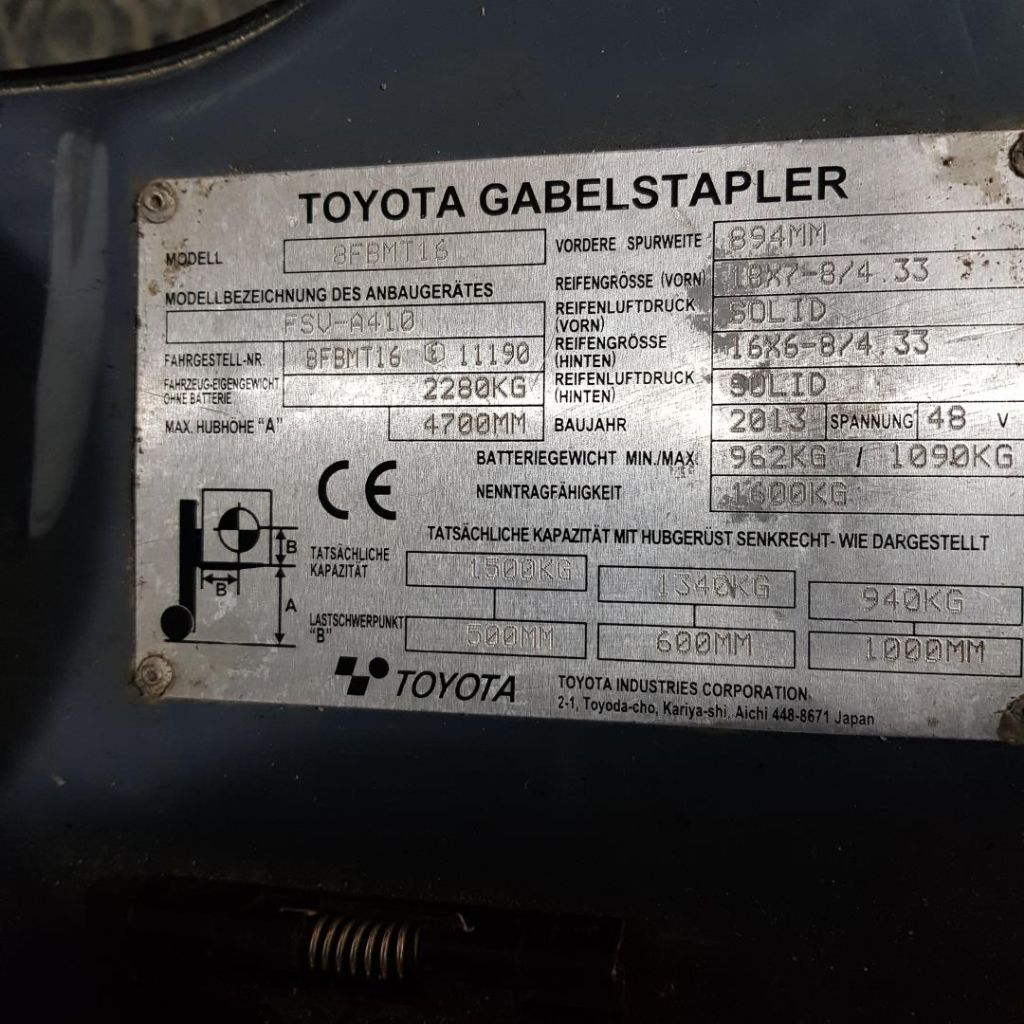 TOYOTA GABELSTAPLER
MODELL 8FBMT16
MODELLBEZEICHNUNG DES ANBAUGERÄTES
FSV-A410
FAHRGESTELL-NR. 8FBMT16 11190
FAHRZEUG-EIGENGEWICHT
OHNE BATTERIE 2280KG
MAX. HUBHÖHE "A" 4700MM
VORDERE SPURWEITE 894MM
REIFENGRÖSSE (VORN) 18X7-8/4.33
REIFENLUFTDRUCK
(VORN) SOLID
REIFENGRÖSSE
(HINTEN) 16X6-8/4.33
REIFENLUFTDRUCK
(HINTEN) SOLID
BAUJAHR 2013 SPANNUNG 48 V
BATTERIEGEWICHT MIN./MAX. 962KG / 1090KG
NENNTRAGFÄHIGKEIT 1600KG
CE
TATSÄCHLICHE KAPAZITÄT MIT HUBGERÜST SENKRECHT- WIE DARGESTELLT
B
B
A
TATSÄCHLICHE
KAPAZITÄT 1500KG 1340KG 940KG
LASTSCHWERPUNKT
"B" 500MM 600MM 1000MM
TOYOTA
TOYOTA INDUSTRIES CORPORATION
2-1, Toyoda-cho, Kariya-shi, Aichi 448-8671 Japan